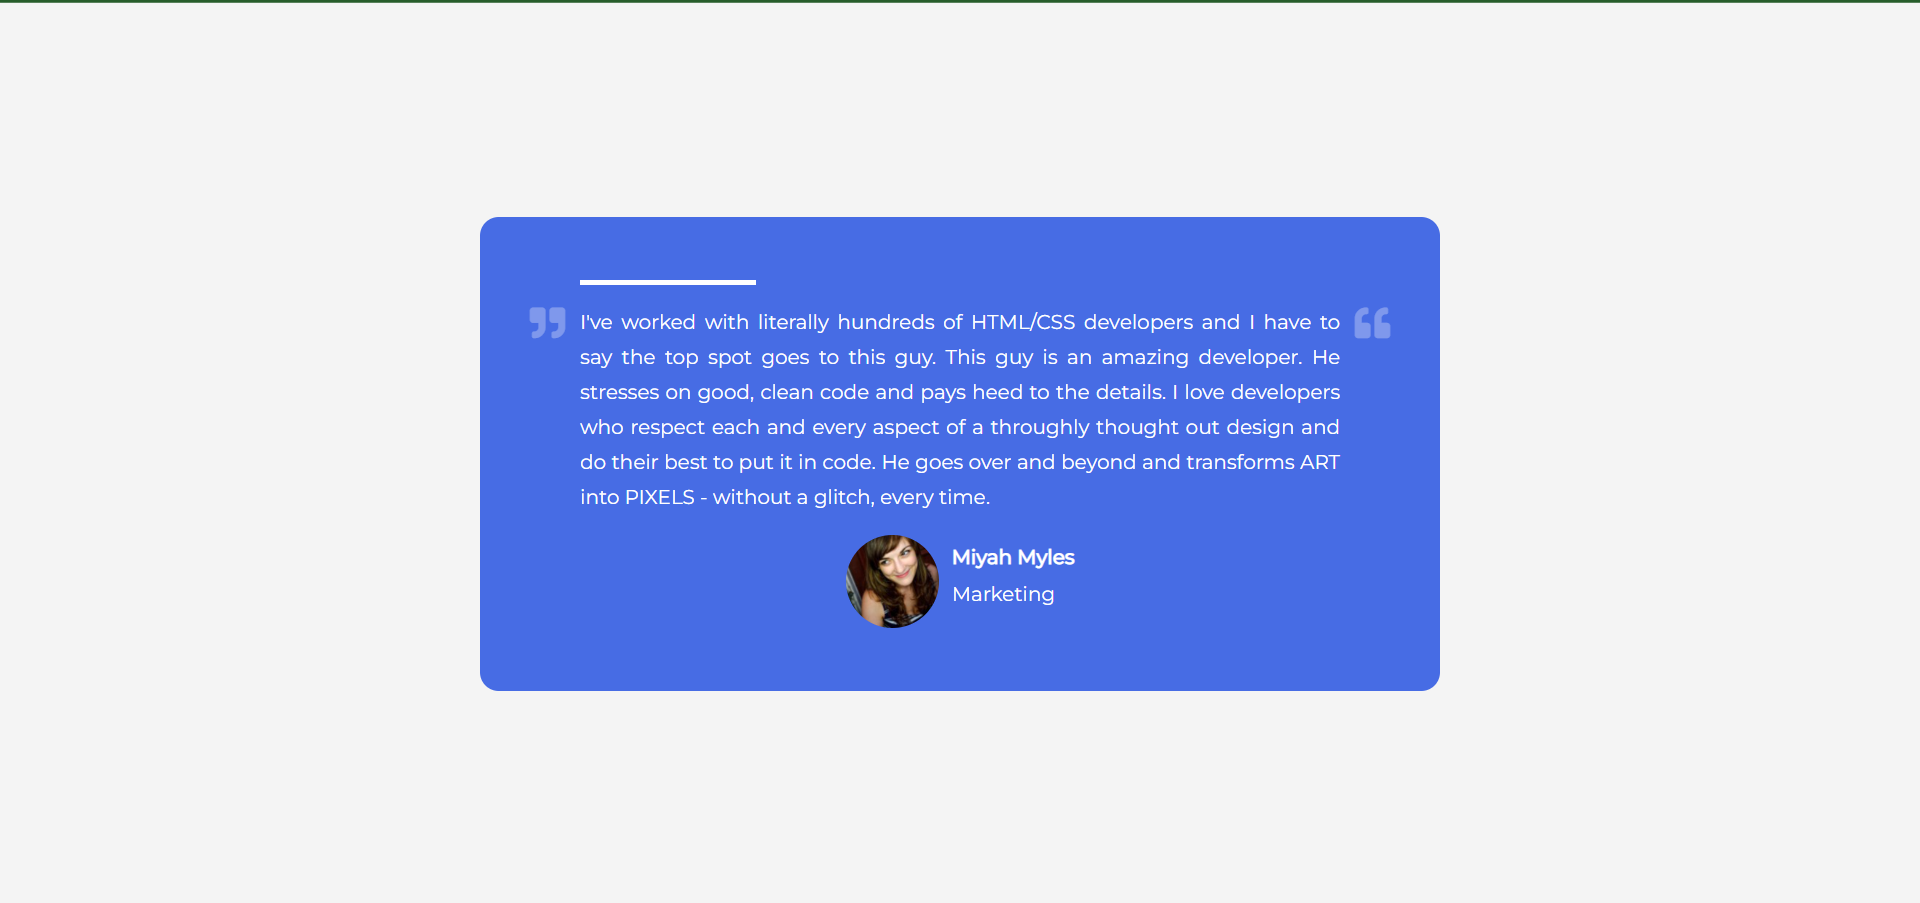 I've worked with literally hundreds of HTML/CSS developers and I have to
say the top spot goes to this guy. This guy is an amazing developer. He
stresses on good, clean code and pays heed to the details. I love developers
who respect each and every aspect of a throughly thought out design and
do their best to put it in code. He goes over and beyond and transforms ART
into PIXELS - without a glitch, every time.
Miyah Myles
Marketing